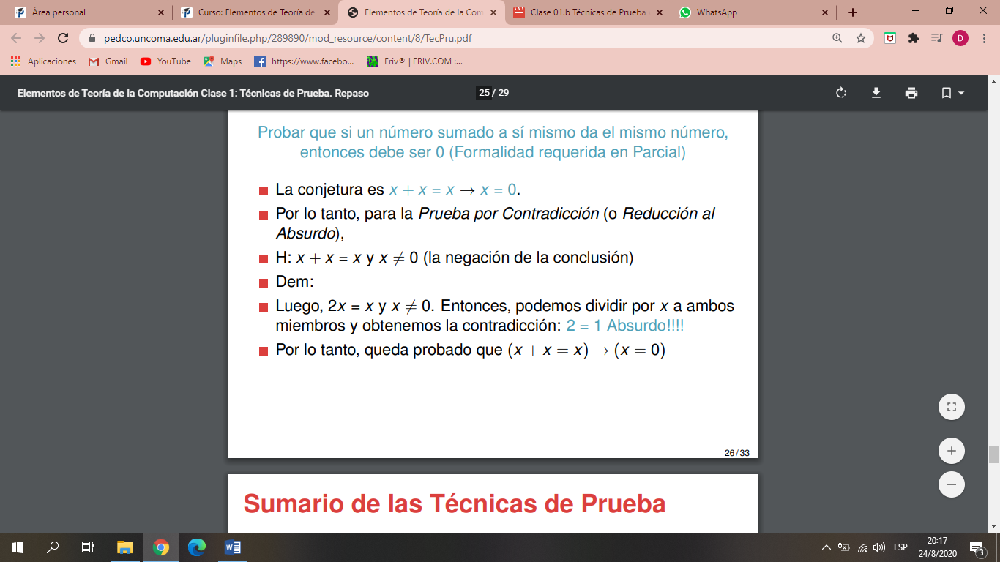 Área personal
Curso: Elementos de Teoría de
Elementos de Teoría de la Com
Clase 01.b Técnicas de Prueba
WhatsApp
pedco.uncoma.edu.ar/pluginfile.php/289890/mod_resource/content/8/TecPru.pdf
D
Aplicaciones
Gmail
YouTube
Maps
https://www.facebo...
Friv® | FRIV.COM :...
Elementos de Teoría de la Computación Clase 1: Técnicas de Prueba. Repaso
25 / 29
Probar que si un número sumado a sí mismo da el mismo número,
entonces debe ser 0 (Formalidad requerida en Parcial)
La conjetura es x + x = x → x = 0.
Por lo tanto, para la Prueba por Contradicción (o Reducción al
Absurdo),
H: x + x = x y x ≠ 0 (la negación de la conclusión)
Dem:
Luego, 2x = x y x ≠ 0. Entonces, podemos dividir por x a ambos
miembros y obtenemos la contradicción: 2 = 1 Absurdo!!!!
Por lo tanto, queda probado que (x + x = x) → (x = 0)
26/33
Sumario de las Técnicas de Prueba
ESP
20:17
24/8/2020
3